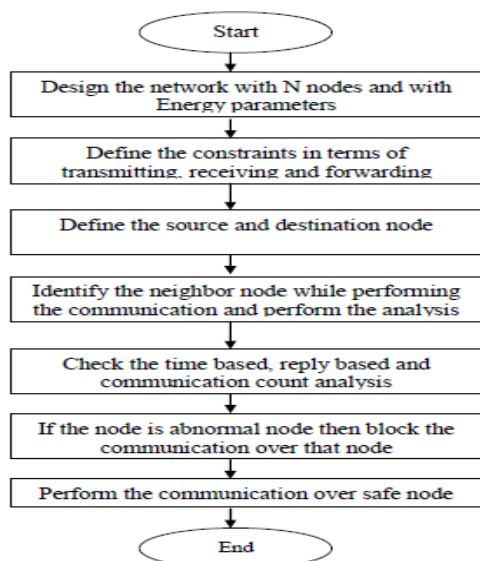 Start
Design the network with N nodes and with
Energy parameters
Define the constraints in terms of
transmitting, receiving and forwarding
Define the source and destination node
Identify the neighbor node while performing
the communication and perform the analysis
Check the time based, reply based and
communication count analysis
If the node is abnormal node then block the
communication over that node
Perform the communication over safe node
End